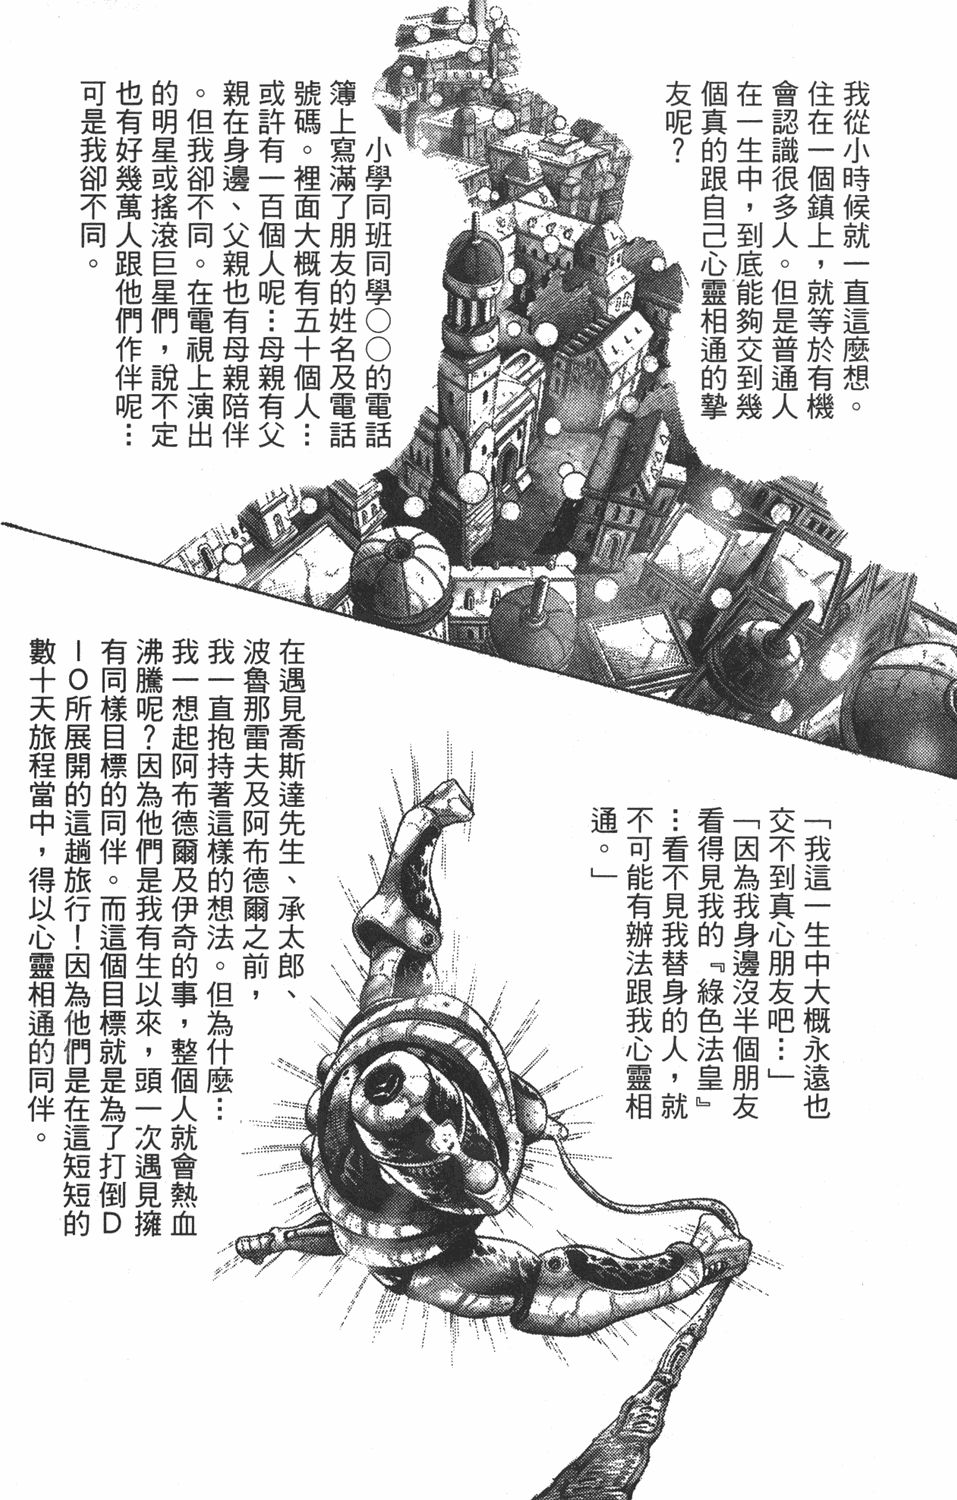 我從小時候就一直這麼想。
住在一個鎮上，就等於有機
會認識很多人。但是普通人
在一生中，到底能夠交到幾
個真的跟自己心靈相通的摯
友呢？
小學同班同學〇〇的電話
簿上寫滿了朋友的姓名及電話
號碼。裡面大概有五十個人…
或許有一百個人呢…母親有父
親在身邊、父親也有母親陪伴
。但我卻不同。在電視上演出
的明星或搖滾巨星們，說不定
也有好幾萬人跟他們作伴呢…
可是我卻不同。
「我這一生中大概永遠也
交不到真心朋友吧…」
「因為我身邊沒半個朋友
看得見我的『綠色法皇』
…看不見我替身的人，就
不可能有辦法跟我心靈相
通。」
在遇見喬斯達先生、承太郎、
波魯那雷夫及阿布德爾之前，
我一直抱持著這樣的想法。但為什麼…
我一想起阿布德爾及伊奇的事，整個人就會熱血
沸騰呢？因為他們是我有生以來，頭一次遇見擁
有同樣目標的同伴。而這個目標就是為了打倒D
IO所展開的這趟旅行！因為他們是在這短短的
數十天旅程當中，得以心靈相通的同伴。